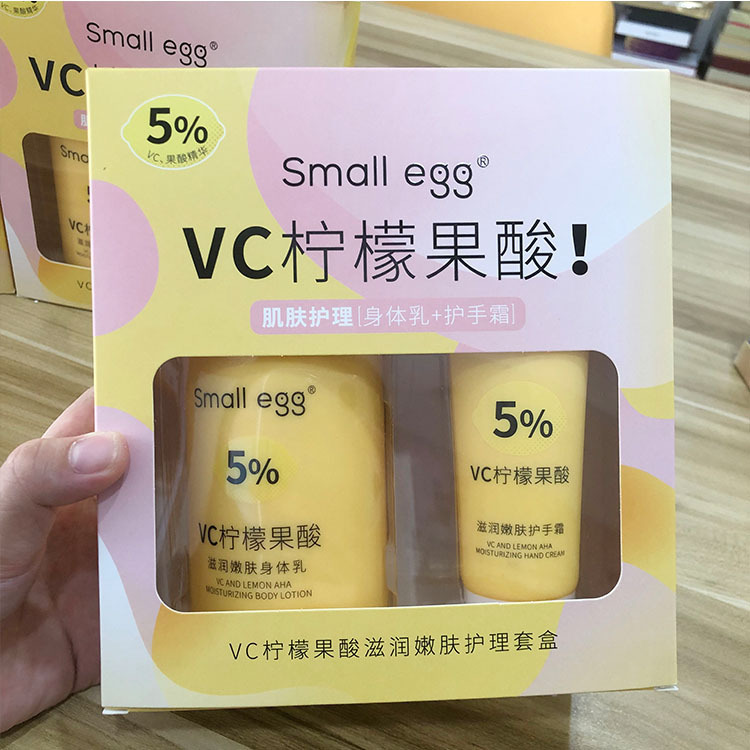 Small egg®
VC
5%
VC、果酸精华
Small egg®
VC柠檬果酸！
肌肤护理[身体乳+护手霜]
Small egg®
5%
VC柠檬果酸
滋润嫩肤身体乳
VC AND LEMON AHA
MOISTURIZING BODY LOTION
5%
VC柠檬果酸
滋润嫩肤护手霜
VC AND LEMON AHA
MOISTURIZING HAND CREAM
VC柠檬果酸滋润嫩肤护理套盒